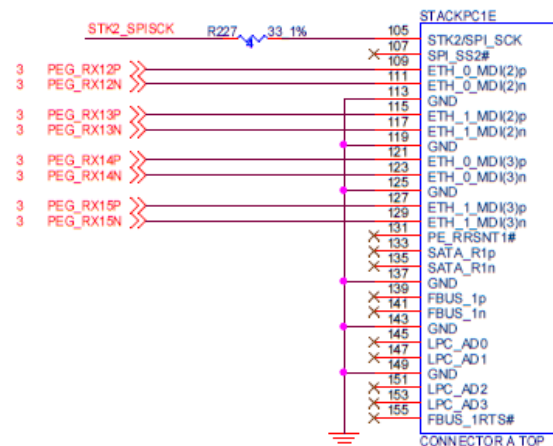 STACKPC1E
STK2_SPISCK R227 33 1% 105 STK2/SPI_SCK
107 SPI_SS2#
3 PEG_RX12P 109 ETH_0_MDI(2)p
3 PEG_RX12N 111 ETH_0_MDI(2)n
113 GND
3 PEG_RX13P 115 ETH_1_MDI(2)p
3 PEG_RX13N 117 ETH_1_MDI(2)n
119 GND
3 PEG_RX14P 121 ETH_0_MDI(3)p
3 PEG_RX14N 123 ETH_0_MDI(3)n
125 GND
3 PEG_RX15P 127 ETH_1_MDI(3)p
3 PEG_RX15N 129 ETH_1_MDI(3)n
131 PE_RRSNT1#
133 SATA_R1p
135 SATA_R1n
137 GND
139 FBUS_1p
141 FBUS_1n
143 GND
145 LPC_AD0
147 LPC_AD1
149 GND
151 LPC_AD2
153 LPC_AD3
155 FBUS_1RTS#
CONNECTOR A TOP